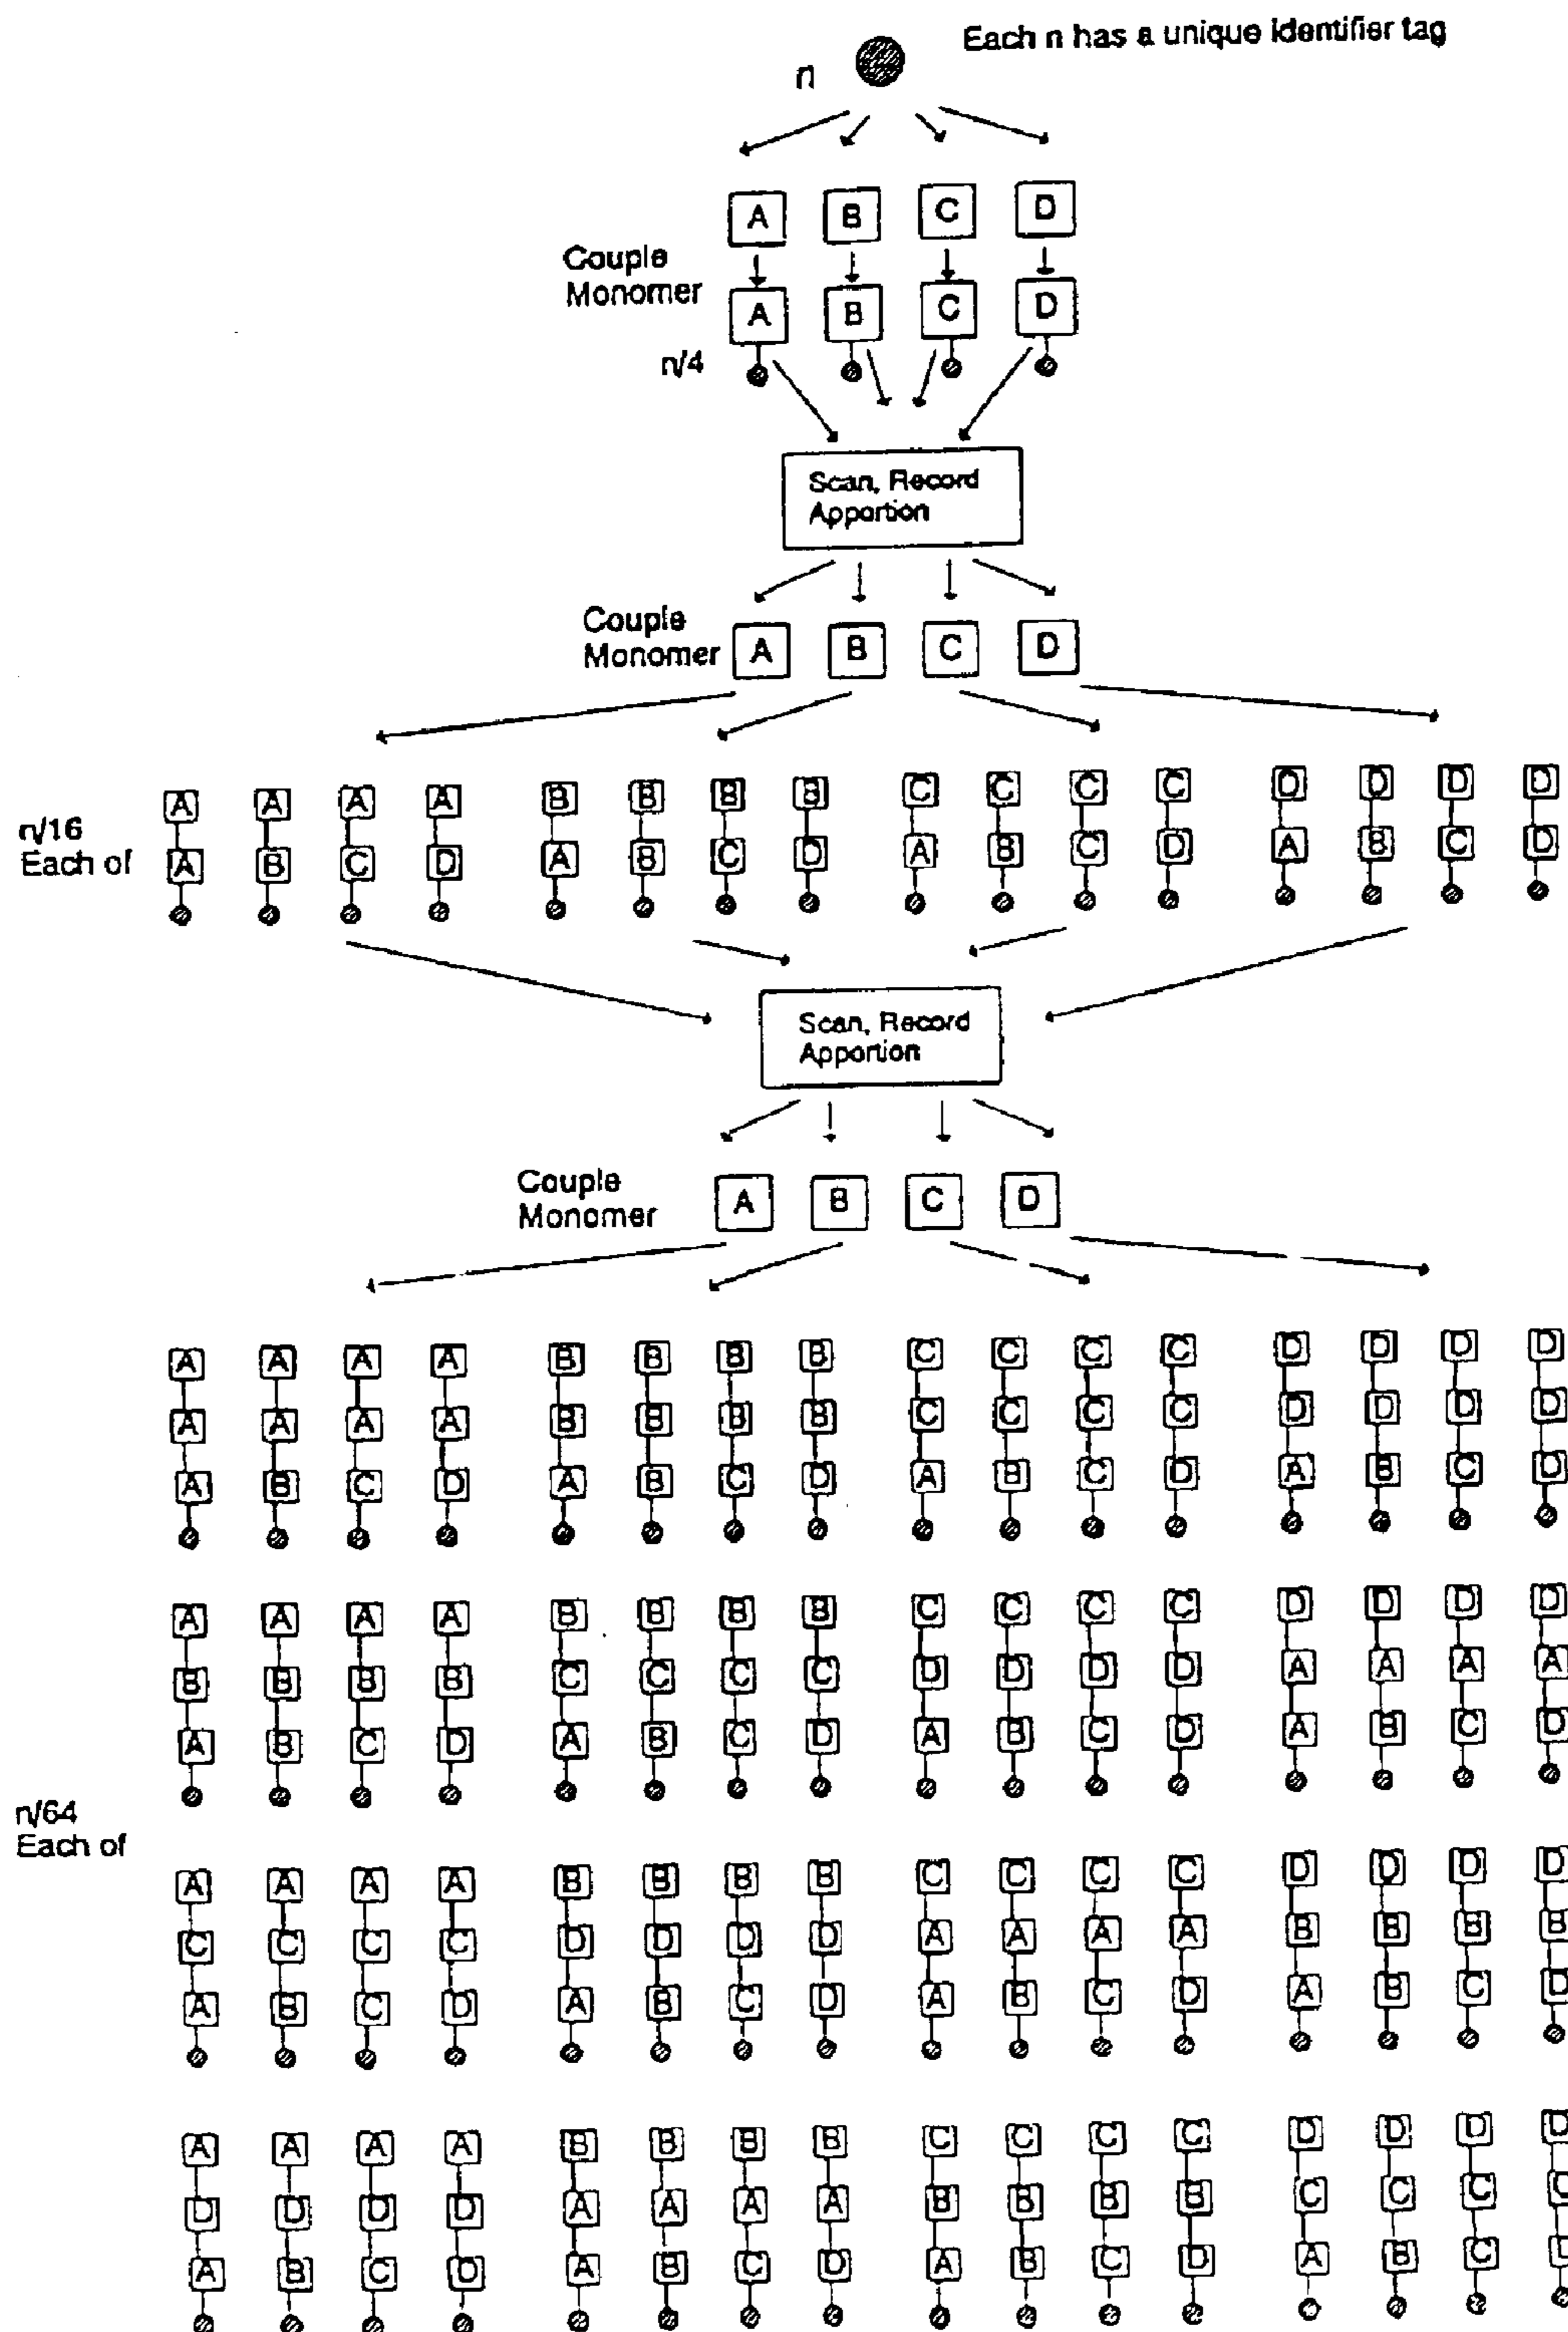 Each n has a unique identifier tag
n
A B C D
Couple
Monomer
A B C D
n/4
Scan, Record
Apportion
Couple
Monomer
A B C D
A A A A B B B B C C C C D D D D
n/16
Each of
A B C D A B C D A B C D A B C D
Scan, Record
Apportion
Couple
Monomer
A B C D
A A A A B B B B C C C C D D D D
A A A A B B B B C C C C D D D D
A B C D A B C D A B C D A B C D
A A A A B B B B C C C C D D D D
B B B B C C C C D D D D A A A A
A B C D A B C D A B C D A B C D
n/64
Each of
A A A A B B B B C C C C D D D D
C C C C D D D D A A A A B B B B
A B C D A B C D A B C D A B C D
A A A A B B B B C C C C D D D D
D D D D A A A A B B B B C C C C
A B C D A B C D A B C D A B C D